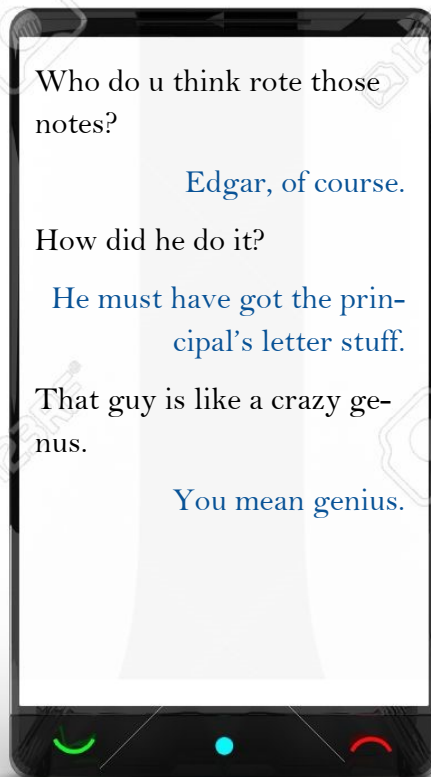 Who do u think rote those
notes?
Edgar, of course.
How did he do it?
He must have got the prin-
cipal's letter stuff.
That guy is like a crazy ge-
nus.
You mean genius.
123RF®